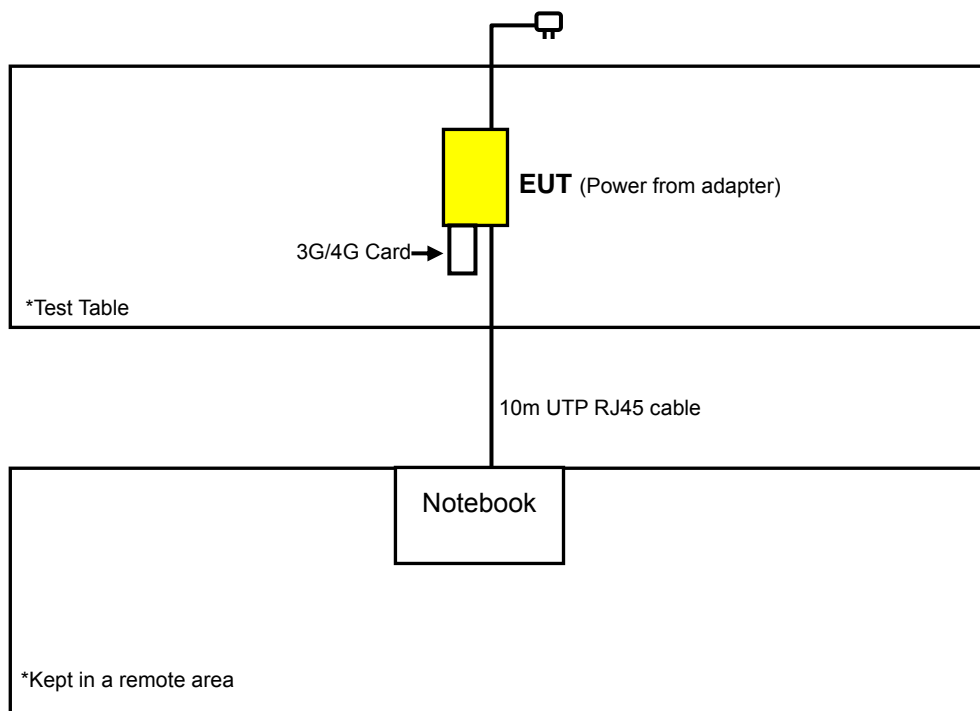 EUT (Power from adapter)
3G/4G Card
*Test Table
10m UTP RJ45 cable
Notebook
*Kept in a remote area